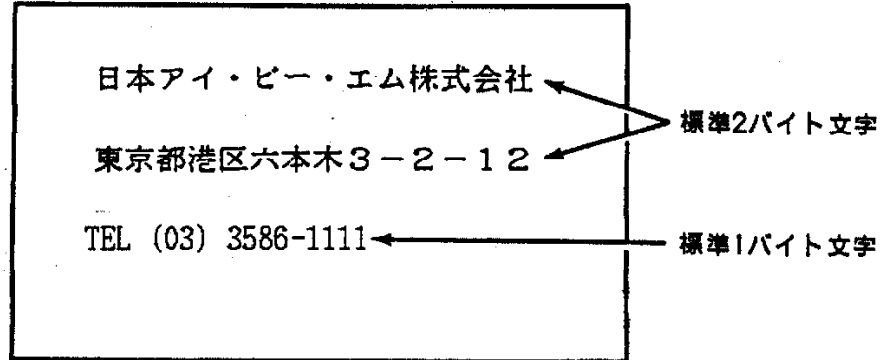 日本アイ・ビー・エム株式会社
標準2バイト文字
東京都港区六本木3-2-12
TEL (03) 3586-1111
標準1バイト文字